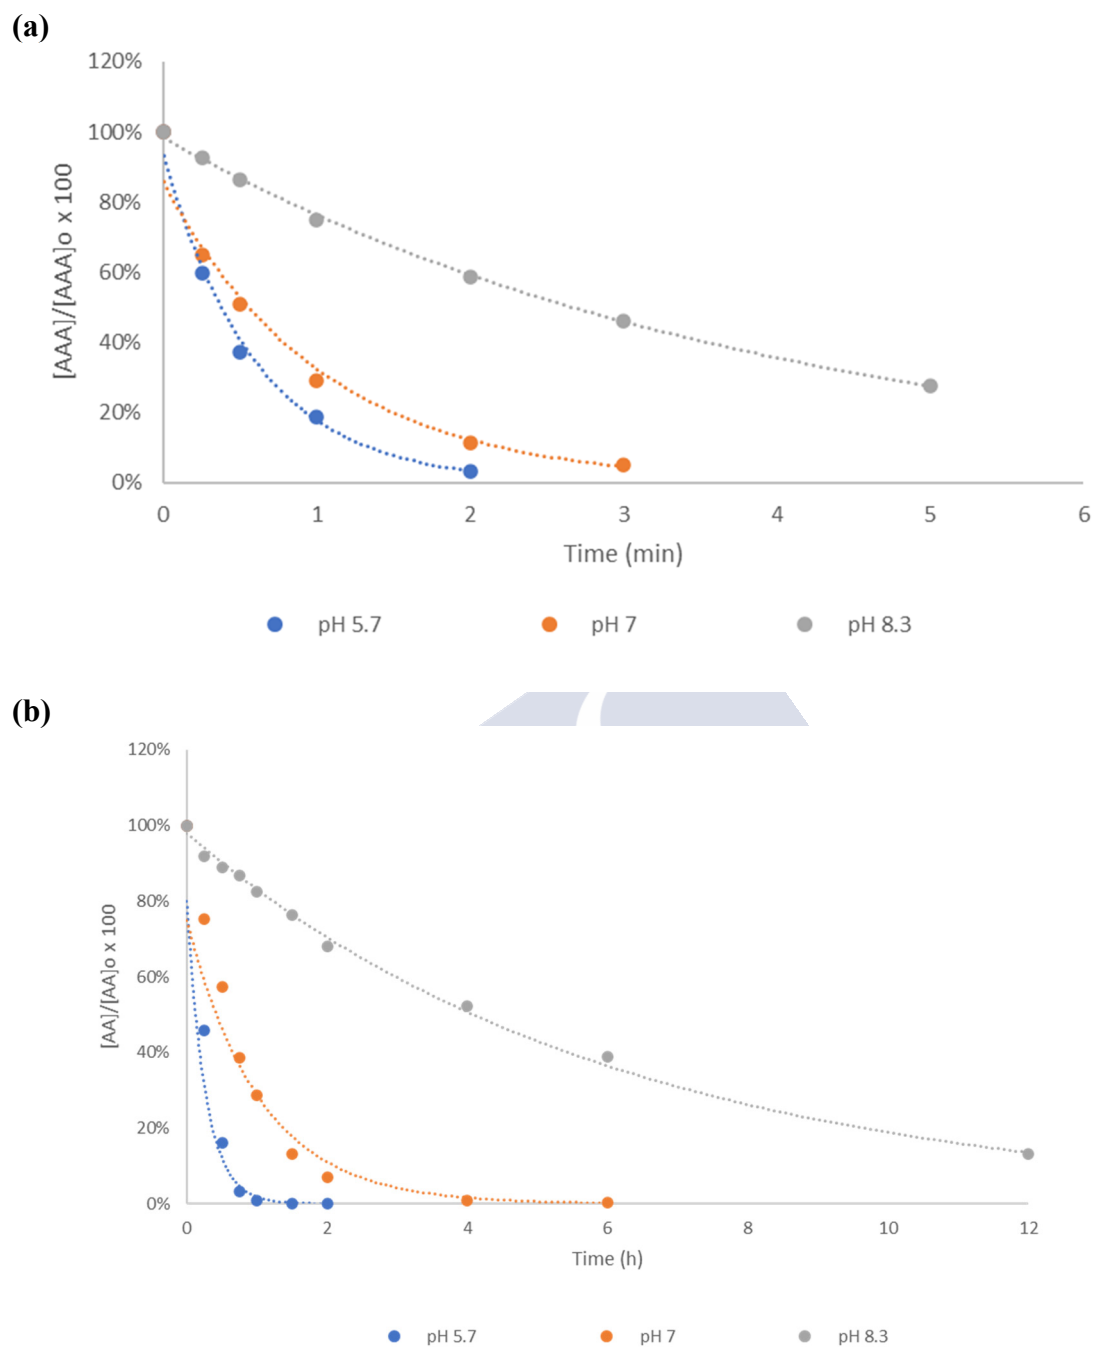 (a)
120%
100%
80%
60%
40%
20%
0%
[AAA]/[AAA]o x 100
0 1 2 3 4 5 6
Time (min)
pH 5.7 pH 7 pH 8.3
(b)
120%
100%
80%
60%
40%
20%
0%
[AA]/[AA]o x 100
0 2 4 6 8 10 12
Time (h)
pH 5.7 pH 7 pH 8.3